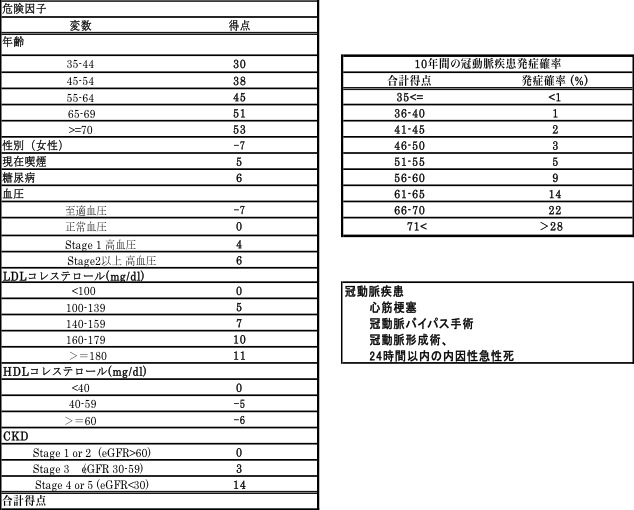 危険因子
変数 得点
年齢
35-44 30
45-54 38
55-64 45
65-69 51
>=70 53
性別（女性） -7
現在喫煙 5
糖尿病 6
血圧
至適血圧 -7
正常血圧 0
Stage 1 高血圧 4
Stage2以上 高血圧 6
LDLコレステロール(mg/dl)
<100 0
100-139 5
140-159 7
160-179 10
＞＝180 11
HDLコレステロール(mg/dl)
<40 0
40-59 -5
＞＝60 -6
CKD
Stage 1 or 2 (eGFR>60) 0
Stage 3 (eGFR 30-59) 3
Stage 4 or 5 (eGFR<30) 14
合計得点
10年間の冠動脈疾患発症確率
合計得点 発症確率 (%)
35<= <1
36-40 1
41-45 2
46-50 3
51-55 5
56-60 9
61-65 14
66-70 22
71< ＞28
冠動脈疾患
心筋梗塞
冠動脈バイパス手術
冠動脈形成術、
24時間以内の内因性急性死